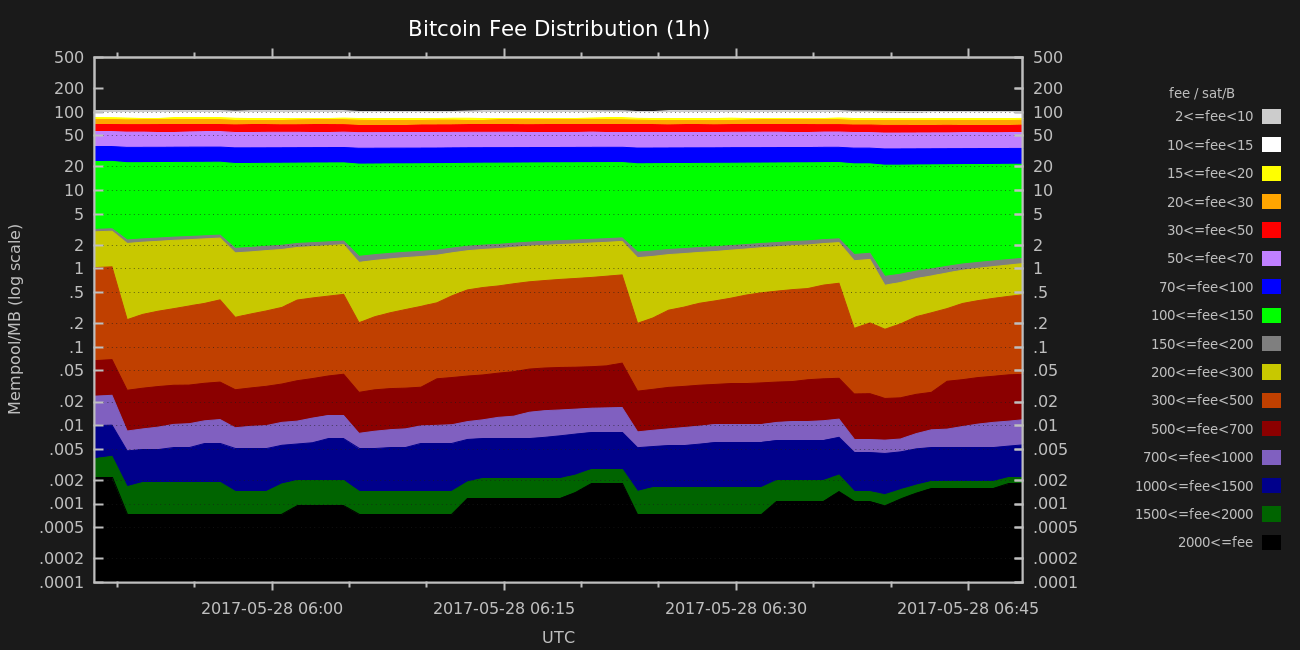 Bitcoin Fee Distribution (1h)
500
200
100
50
20
10
5
2
1
.5
.2
.1
.05
.02
.01
.005
.002
.001
.0005
.0002
.0001
Mempool/MB (log scale)
500
200
100
50
20
10
5
2
1
.5
.2
.1
.05
.02
.01
.005
.002
.001
.0005
.0002
.0001
2017-05-28 06:00 2017-05-28 06:15 2017-05-28 06:30 2017-05-28 06:45
UTC
fee / sat/B
2<=fee<10
10<=fee<15
15<=fee<20
20<=fee<30
30<=fee<50
50<=fee<70
70<=fee<100
100<=fee<150
150<=fee<200
200<=fee<300
300<=fee<500
500<=fee<700
700<=fee<1000
1000<=fee<1500
1500<=fee<2000
2000<=fee